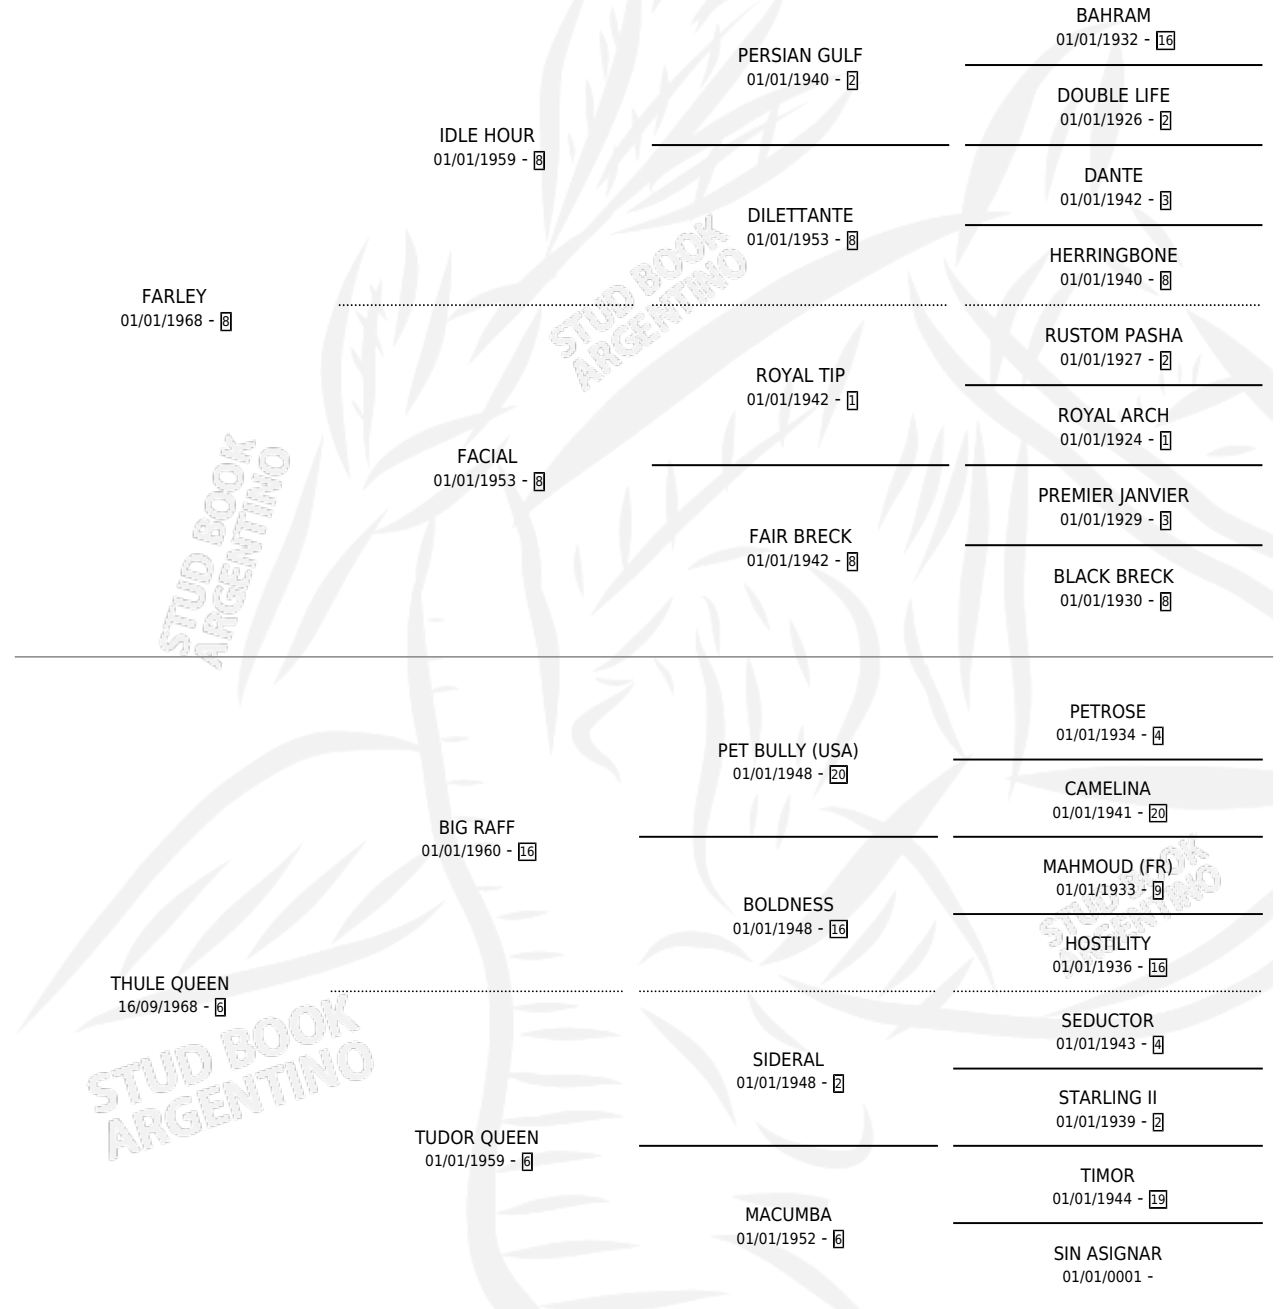 BAHRAM
01/01/1932 - 16
PERSIAN GULF
01/01/1940 - 2
DOUBLE LIFE
01/01/1926 - 2
IDLE HOUR
01/01/1959 - 8
DANTE
01/01/1942 - 3
DILETTANTE
01/01/1953 - 8
HERRINGBONE
01/01/1940 - 8
STUD BOOK
ARGENTINO
FARLEY
01/01/1968 - 8
RUSTOM PASHA
01/01/1927 - 2
ROYAL TIP
01/01/1942 - 1
ROYAL ARCH
01/01/1924 - 1
FACIAL
01/01/1953 - 8
PREMIER JANVIER
01/01/1929 - 3
FAIR BRECK
01/01/1942 - 8
BLACK BRECK
01/01/1930 - 8
STUD BOOK
ARGENTINO
PETROSE
01/01/1934 - 4
PET BULLY (USA)
01/01/1948 - 20
CAMELINA
01/01/1941 - 20
BIG RAFF
01/01/1960 - 16
MAHMOUD (FR)
01/01/1933 - 9
BOLDNESS
01/01/1948 - 16
HOSTILITY
01/01/1936 - 16
STUD BOOK
ARGENTINO
THULE QUEEN
16/09/1968 - 6
SEDUCTOR
01/01/1943 - 4
SIDERAL
01/01/1948 - 2
STARLING II
01/01/1939 - 2
STUD BOOK
ARGENTINO
TUDOR QUEEN
01/01/1959 - 6
TIMOR
01/01/1944 - 19
MACUMBA
01/01/1952 - 6
SIN ASIGNAR
01/01/0001 -